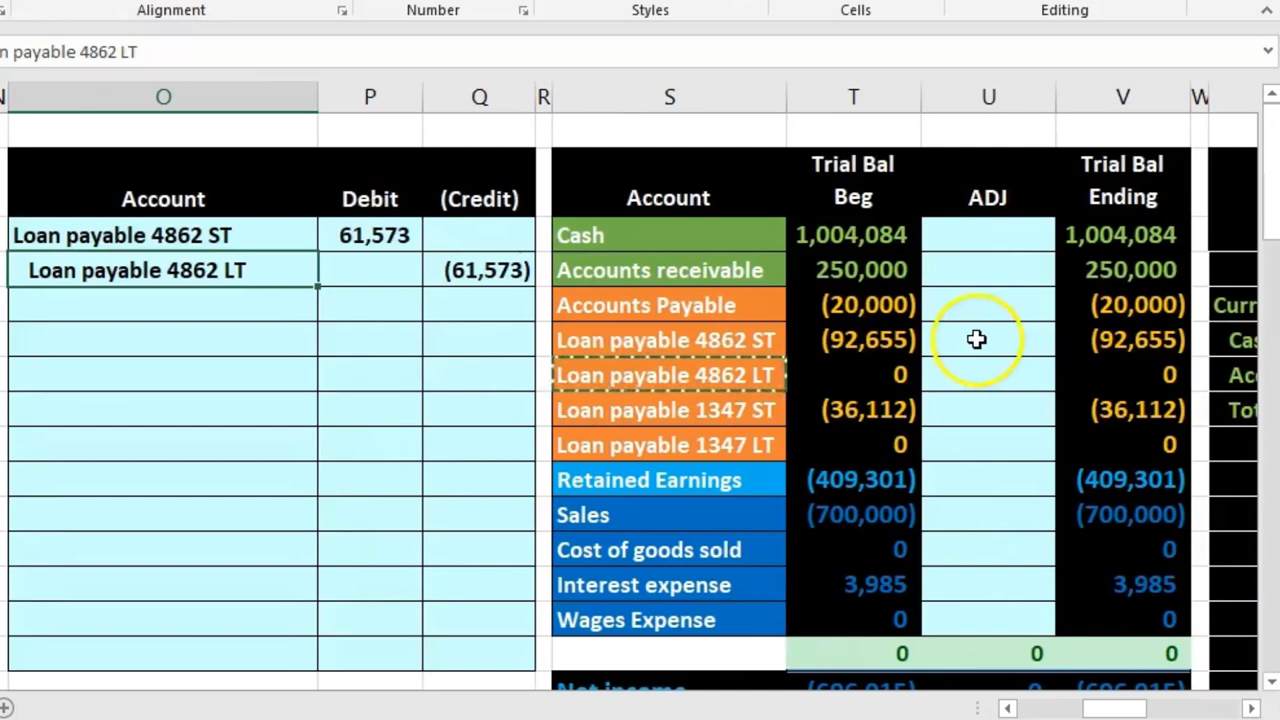 Alignment Number Styles Cells Editing
n payable 4862 LT
O P Q R S T U V W
Account Debit (Credit) Account Trial Bal Beg ADJ Trial Bal Ending
Loan payable 4862 ST 61,573 Cash 1,004,084 1,004,084
Loan payable 4862 LT (61,573) Accounts receivable 250,000 250,000
Accounts Payable (20,000) (20,000) Curr
Loan payable 4862 ST (92,655) (92,655) Cas
Loan payable 4862 LT 0 0 Acc
Loan payable 1347 ST (36,112) (36,112) Tot
Loan payable 1347 LT 0 0
Retained Earnings (409,301) (409,301)
Sales (700,000) (700,000)
Cost of goods sold 0 0
Interest expense 3,985 3,985
Wages Expense 0 0
0 0 0
Net income (696,015) 0 (696,015)